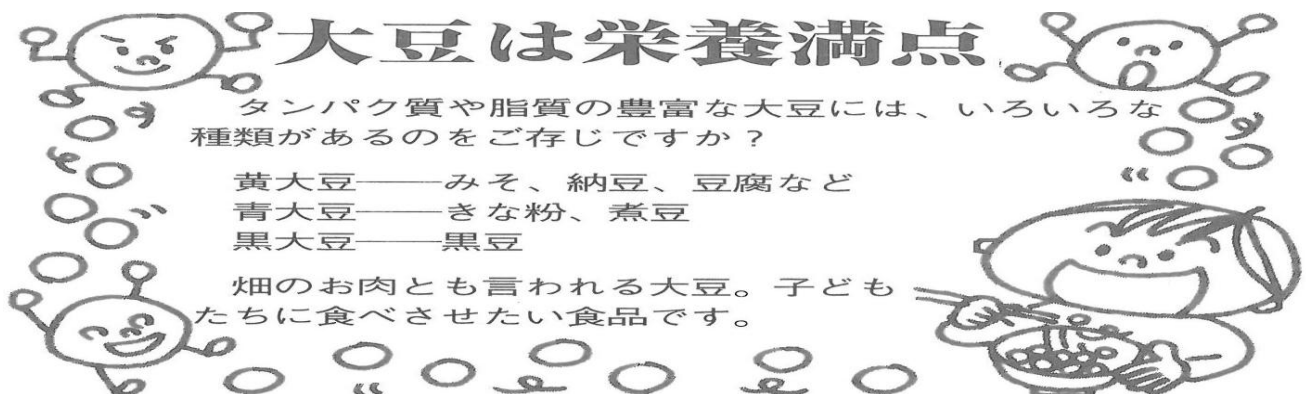 大豆は栄養満点
タンパク質や脂質の豊富な大豆には、いろいろな
種類があるのをご存じですか？
黄大豆――みそ、納豆、豆腐など
青大豆――きな粉、煮豆
黒大豆――黒豆
畑のお肉とも言われる大豆。子ども
たちに食べさせたい食品です。